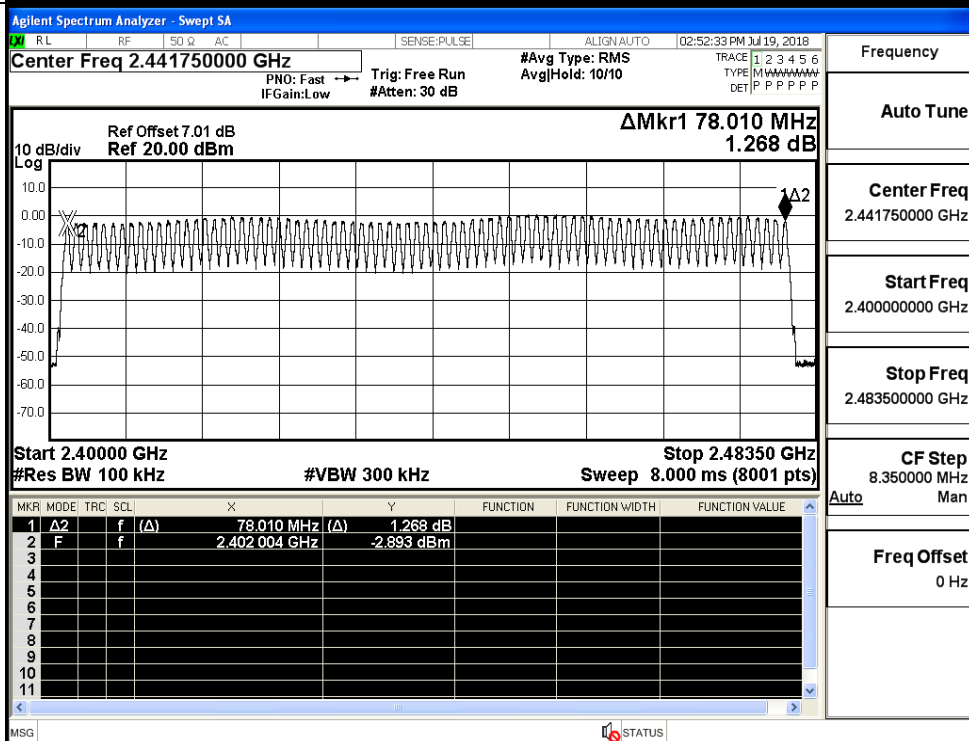 Agilent Spectrum Analyzer - Swept SA
LXI RL RF 50 Ω AC SENSE:PULSE ALIGN AUTO 02:52:33 PM Jul 19, 2018
Center Freq 2.441750000 GHz
PNO: Fast
IFGain:Low
Trig: Free Run
#Atten: 30 dB
#Avg Type: RMS
Avg|Hold: 10/10
TRACE 1 2 3 4 5 6
TYPE M WWWWW
DET P P P P P P
Ref Offset 7.01 dB
10 dB/div Ref 20.00 dBm
Log
ΔMkr1 78.010 MHz
1.268 dB
10.0
0.00
-10.0
-20.0
-30.0
-40.0
-50.0
-60.0
-70.0
2
1Δ2
Start 2.40000 GHz Stop 2.48350 GHz
#Res BW 100 kHz #VBW 300 kHz Sweep 8.000 ms (8001 pts)
MKR MODE TRC SCL X Y FUNCTION FUNCTION WIDTH FUNCTION VALUE
1 Δ2 f (Δ) 78.010 MHz (Δ) 1.268 dB
2 F f 2.402 004 GHz -2.893 dBm
3
4
5
6
7
8
9
10
11
MSG STATUS
Frequency
Auto Tune
Center Freq
2.441750000 GHz
Start Freq
2.400000000 GHz
Stop Freq
2.483500000 GHz
CF Step
8.350000 MHz
Auto Man
Freq Offset
0 Hz